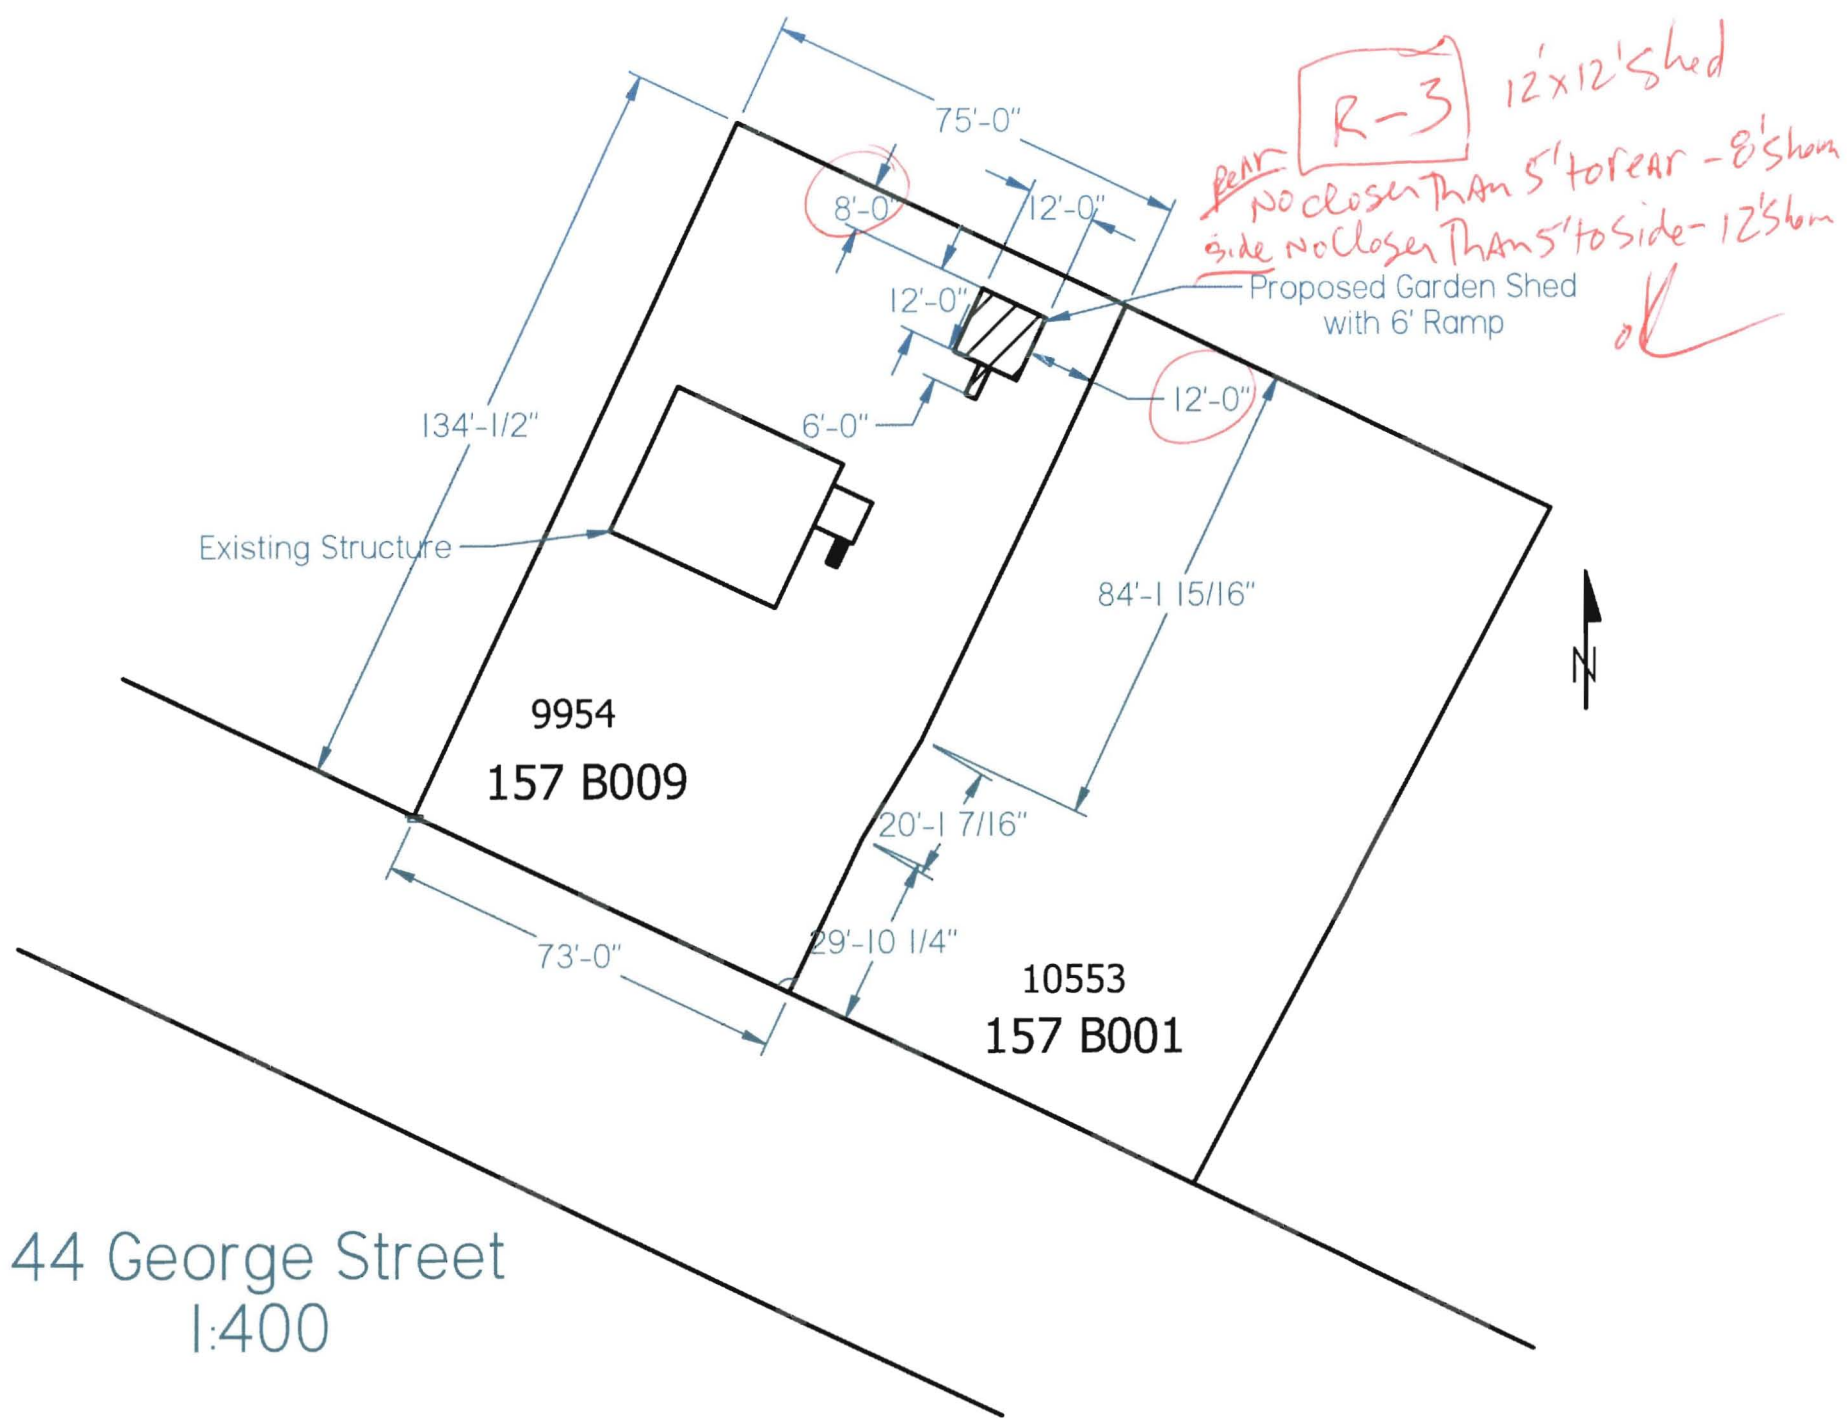 75'-0"
R-3
12'x12' Shed
Rear
No closer Than 5' to rear - 8' Shown
side No Closer Than 5' to Side - 12' Shown
8'-0"
12'-0"
12'-0"
Proposed Garden Shed
with 6' Ramp
ok
12'-0"
6'-0"
134'-1/2"
Existing Structure
84'-1 15/16"
N
9954
157 B009
20'-1 7/16"
29'-10 1/4"
73'-0"
10553
157 B001
44 George Street
1:400